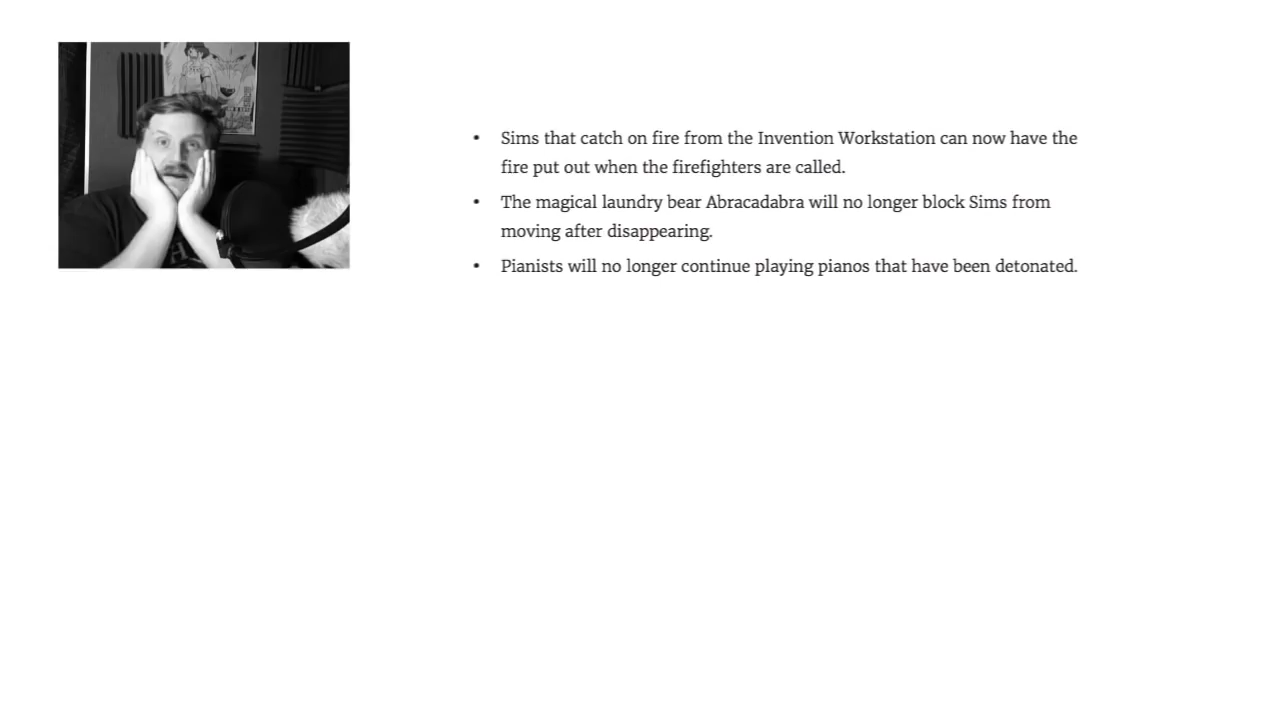 • Sims that catch on fire from the Invention Workstation can now have the
fire put out when the firefighters are called.
• The magical laundry bear Abracadabra will no longer block Sims from
moving after disappearing.
• Pianists will no longer continue playing pianos that have been detonated.